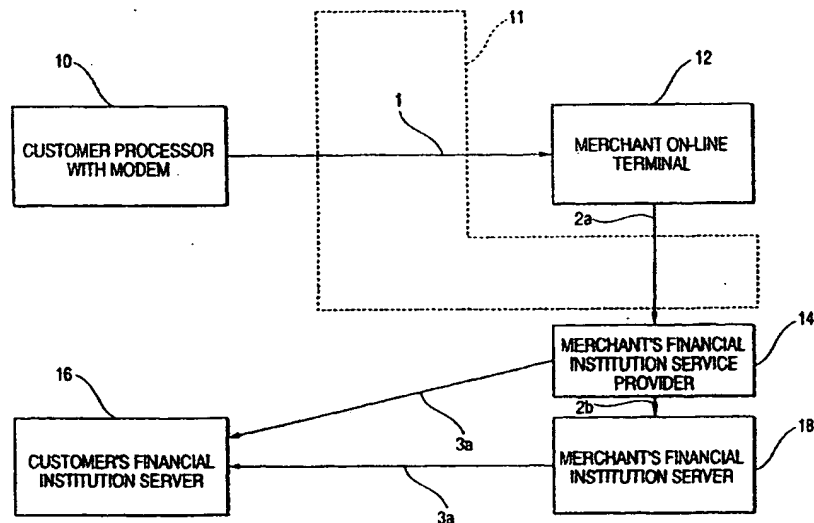 11
10
12
CUSTOMER PROCESSOR
WITH MODEM
1
MERCHANT ON-LINE
TERMINAL
2a
14
MERCHANT'S FINANCIAL
INSTITUTION SERVICE
PROVIDER
16
3a
2b
18
CUSTOMER'S FINANCIAL
INSTITUTION SERVER
MERCHANT'S FINANCIAL
INSTITUTION SERVER
3a